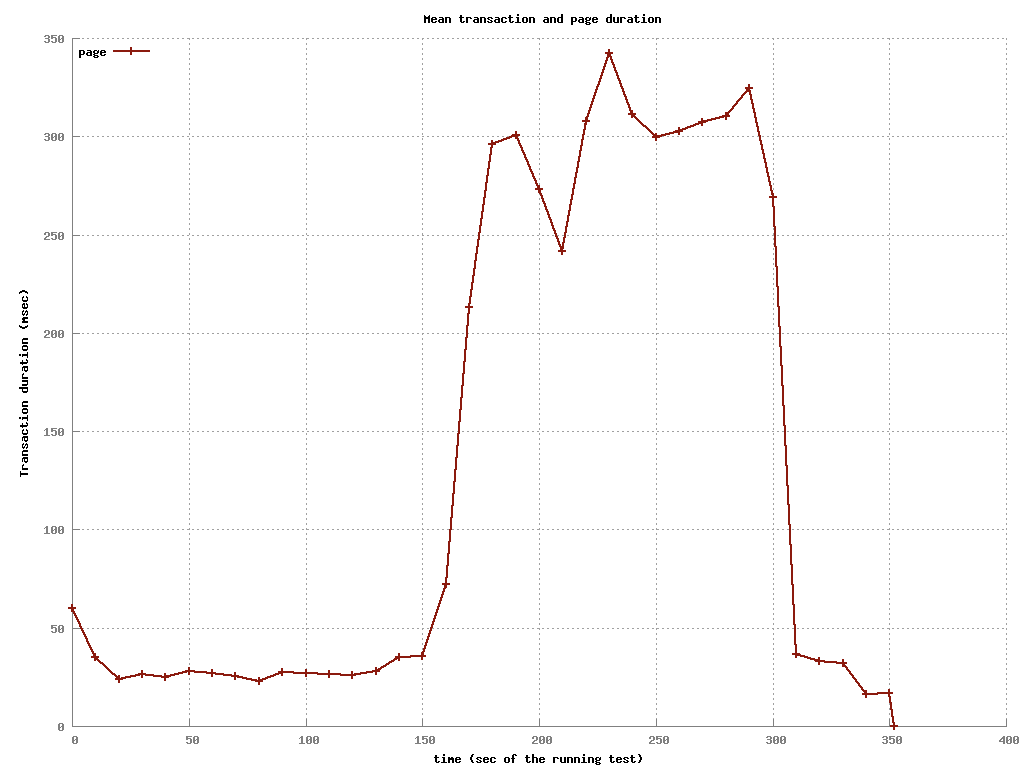 Mean transaction and page duration
page
350
300
250
200
150
100
50
0
Transaction duration (msec)
0 50 100 150 200 250 300 350 400
time (sec of the running test)